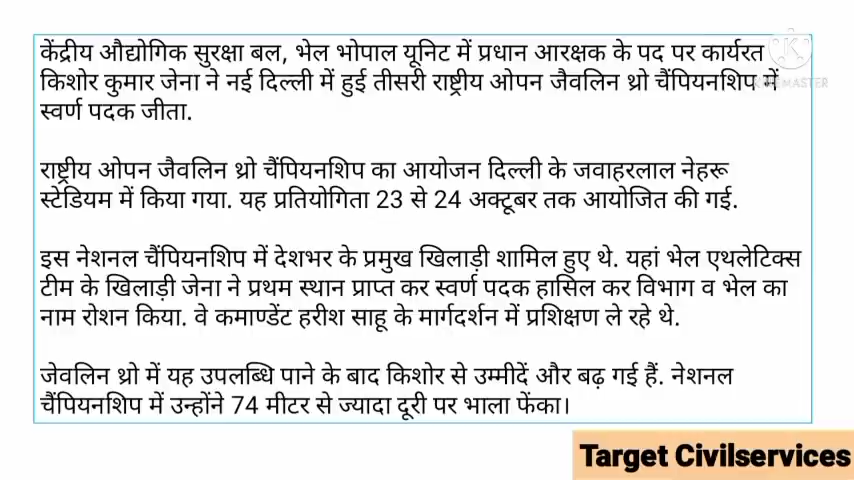 केंद्रीय औद्योगिक सुरक्षा बल, भेल भोपाल यूनिट में प्रधान आरक्षक के पद पर कार्यरत
किशोर कुमार जेना ने नई दिल्ली में हुई तीसरी राष्ट्रीय ओपन जैवलिन थ्रो चैंपियनशिप में
स्वर्ण पदक जीता.
राष्ट्रीय ओपन जैवलिन थ्रो चैंपियनशिप का आयोजन दिल्ली के जवाहरलाल नेहरू
स्टेडियम में किया गया. यह प्रतियोगिता 23 से 24 अक्टूबर तक आयोजित की गई.
इस नेशनल चैंपियनशिप में देशभर के प्रमुख खिलाड़ी शामिल हुए थे. यहां भेल एथलेटिक्स
टीम के खिलाड़ी जेना ने प्रथम स्थान प्राप्त कर स्वर्ण पदक हासिल कर विभाग व भेल का
नाम रोशन किया. वे कमाण्डेंट हरीश साहू के मार्गदर्शन में प्रशिक्षण ले रहे थे.
जेवलिन थ्रो में यह उपलब्धि पाने के बाद किशोर से उम्मीदें और बढ़ गई हैं. नेशनल
चैंपियनशिप में उन्होंने 74 मीटर से ज्यादा दूरी पर भाला फेंका।
Target Civilservices